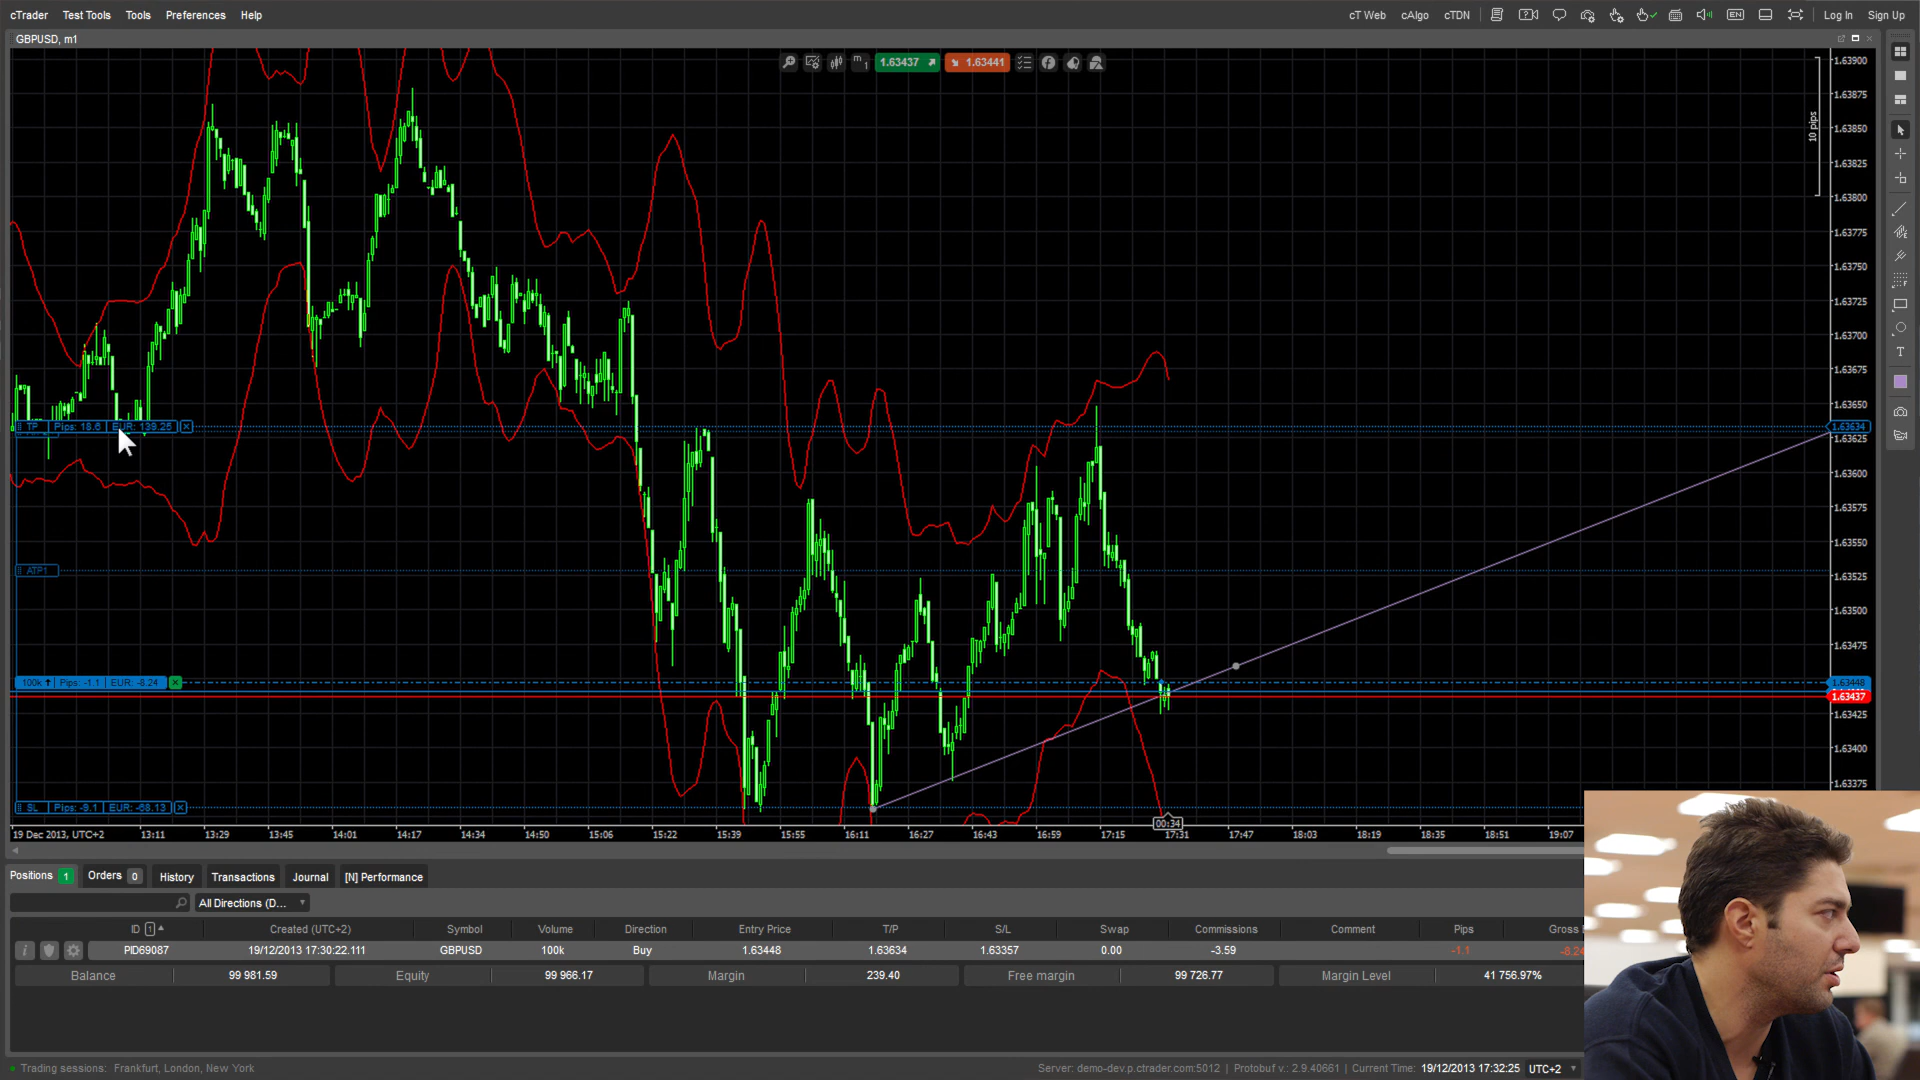 cTrader Test Tools Tools Preferences Help cT Web cAlgo cTDN EN Log In Sign Up
GBPUSD, m1
m 1 1.63437 1.63441
10 pips
1.63900
1.63875
1.63850
1.63825
1.63800
1.63775
1.63750
1.63725
1.63700
1.63675
1.63650
TP Pips: 18.6 EUR: 139.25 1.63634
1.63625
1.63600
1.63575
1.63550
ATP1
1.63525
1.63500
1.63475
100k Pips: -1.1 EUR: -8.24 1.63448
1.63437
1.63425
1.63400
1.63375
SL Pips: -9.1 EUR: -68.13
00:34
19 Dec 2013, UTC+2 13:11 13:29 13:45 14:01 14:17 14:34 14:50 15:06 15:22 15:39 15:55 16:11 16:27 16:43 16:59 17:15 17:31 17:47 18:03 18:19 18:35 18:51 19:07
Positions 1 Orders 0 History Transactions Journal [N] Performance
All Directions (D...
ID 1 Created (UTC+2) Symbol Volume Direction Entry Price T/P S/L Swap Commissions Comment Pips Gross
PID69087 19/12/2013 17:30:22.111 GBPUSD 100k Buy 1.63448 1.63634 1.63357 0.00 -3.59 -1.1 -8.24
Balance 99 981.59 Equity 99 966.17 Margin 239.40 Free margin 99 726.77 Margin Level 41 756.97%
Trading sessions: Frankfurt, London, New York Server: demo-dev.p.ctrader.com:5012 | Protobuf v.: 2.9.40661 | Current Time: 19/12/2013 17:32:25 UTC+2